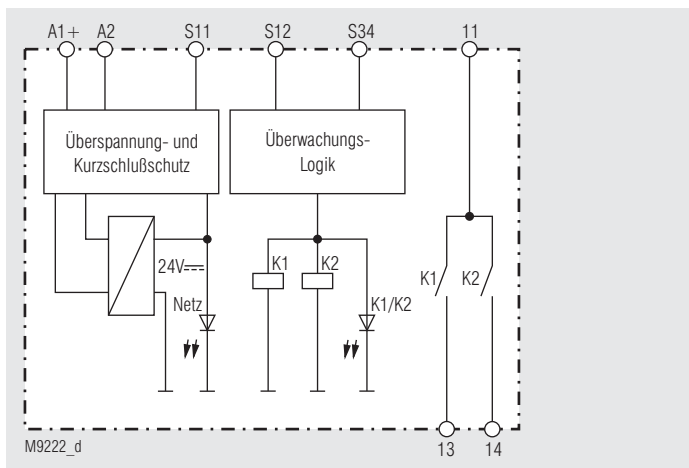 A1+ A2 S11 S12 S34 11
Überspannung- und
Kurzschlußschutz
Überwachungs-
Logik
24V
Netz
K1
K2
K1/K2
K1
K2
M9222_d
13
14